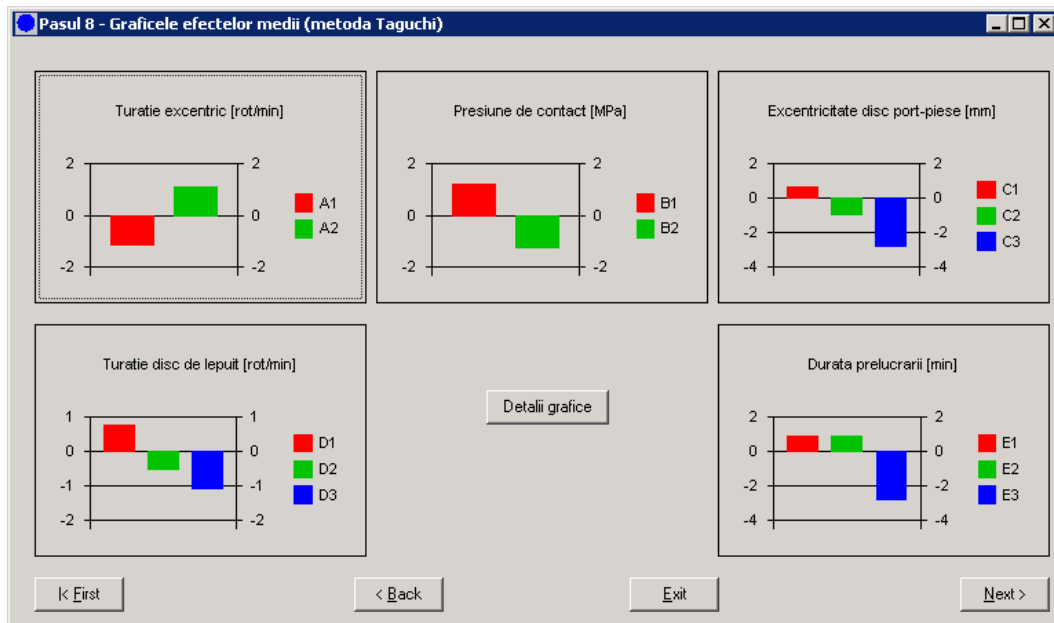 Pasul 8 - Graficele efectelor medii (metoda Taguchi)
Turatie excentric [rot/min]
2
0
-2
2
0
-2
A1
A2
Presiune de contact [MPa]
2
0
-2
2
0
-2
B1
B2
Excentricitate disc port-piese [mm]
2
0
-2
-4
2
0
-2
-4
C1
C2
C3
Turatie disc de lepuit [rot/min]
1
0
-1
-2
1
0
-1
-2
D1
D2
D3
Detalii grafice
Durata prelucrarii [min]
2
0
-2
-4
2
0
-2
-4
E1
E2
E3
|< First
< Back
Exit
Next >